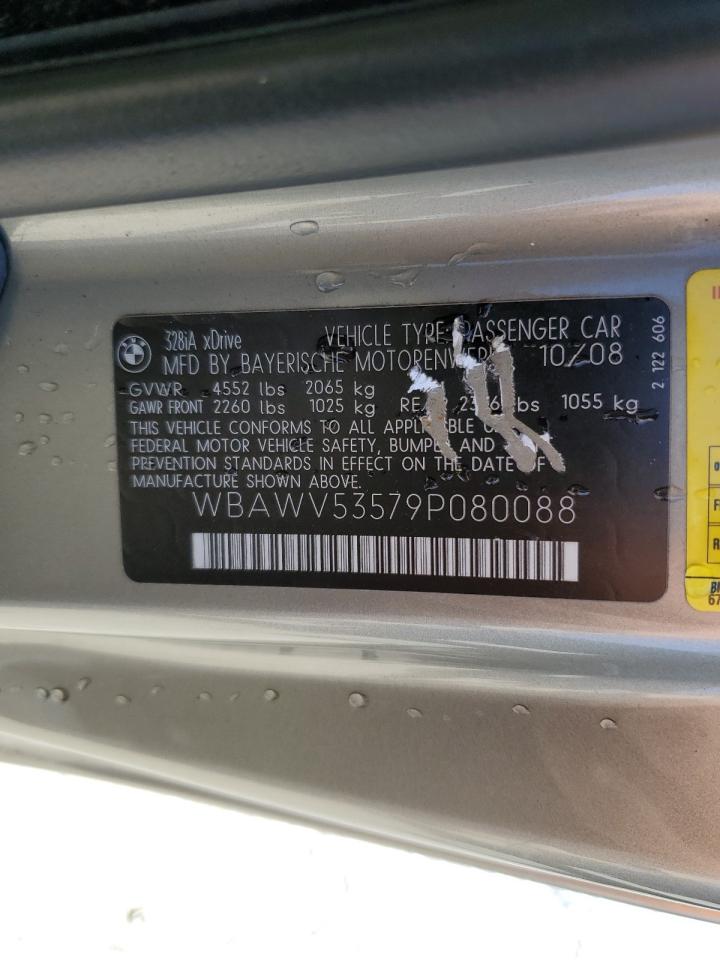 BMW
328iA xDrive VEHICLE TYPE: PASSENGER CAR
MFD BY BAYERISCHE MOTORENWERKE 10/08
GVWR 4552 lbs 2065 kg
GAWR FRONT 2260 lbs 1025 kg lbs 1055 kg
THIS VEHICLE CONFORMS TO ALL APPLICABLE
FEDERAL MOTOR VEHICLE SAFETY, AND
PREVENTION STANDARDS IN EFFECT ON THE DATE OF
MANUFACTURE SHOWN ABOVE.
WBAWV53579P080088
2 122 606